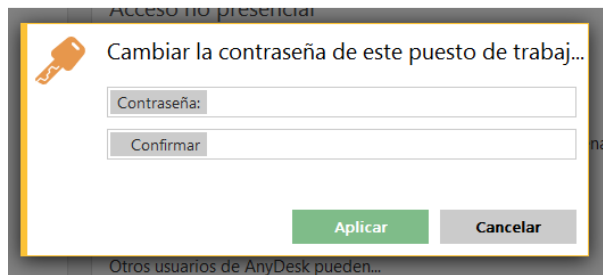 Acceso no presencial
Cambiar la contraseña de este puesto de trabaj...
Contraseña:
Confirmar
Aplicar
Cancelar
Otros usuarios de AnyDesk pueden...